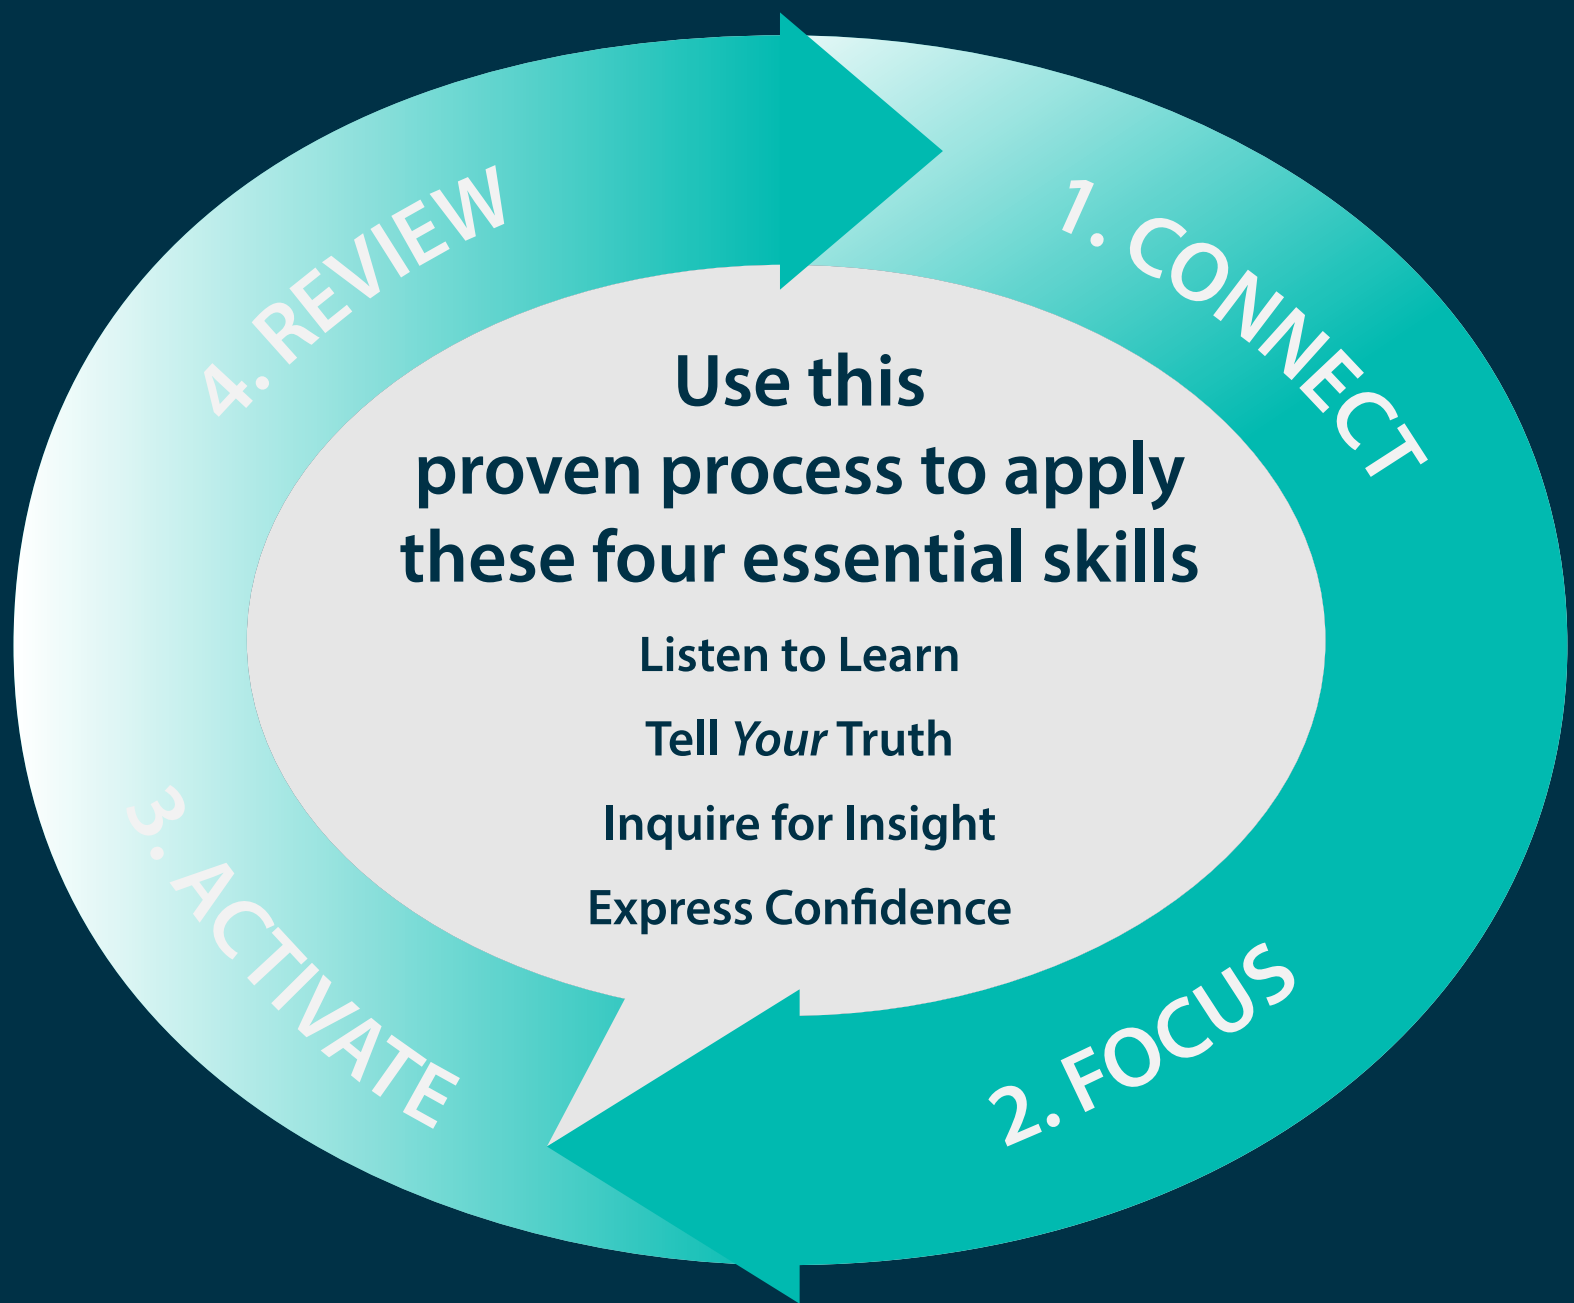 1. CONNECT
2. FOCUS
3. ACTIVATE
4. REVIEW
Use this
proven process to apply
these four essential skills
Listen to Learn
Tell Your Truth
Inquire for Insight
Express Confidence